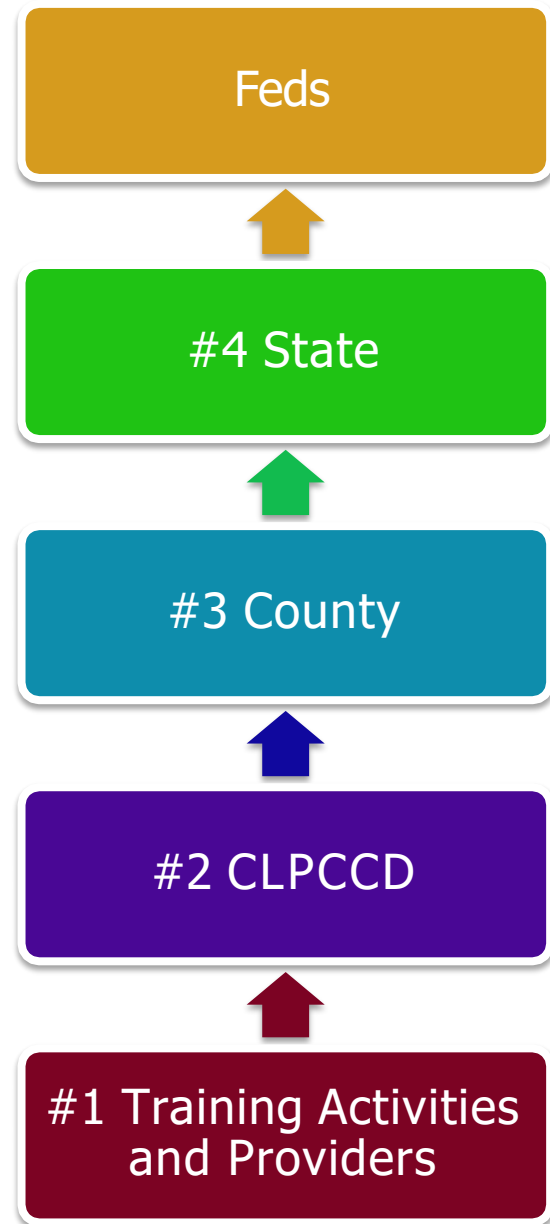 Feds
#4 State
#3 County
#2 CLPCCD
#1 Training Activities
and Providers